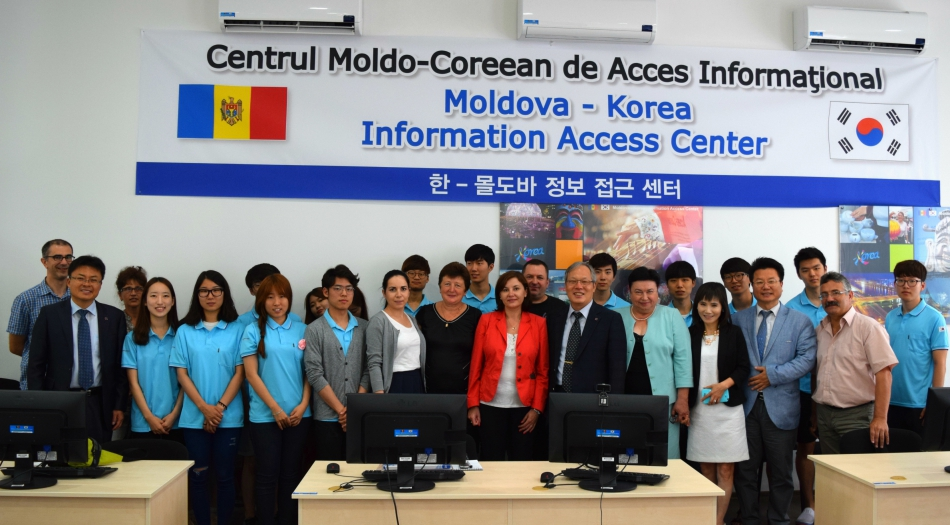 Centrul Moldo-Coreean de Acces Informaţional
Moldova - Korea
Information Access Center
한 - 몰도바 정보 접근 센터